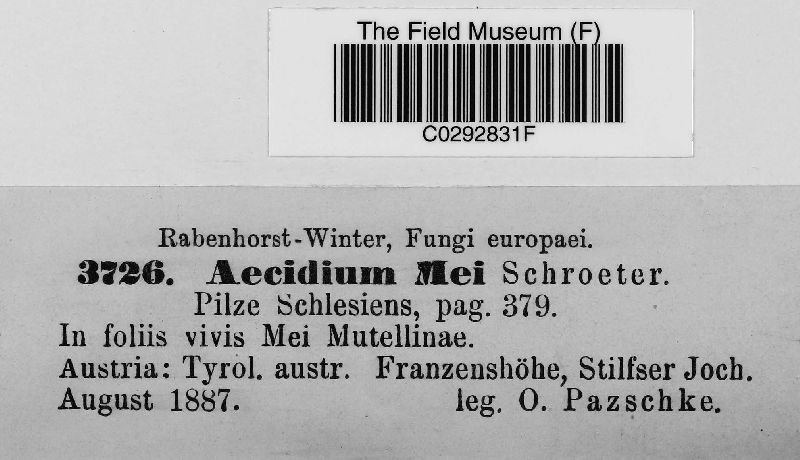 The Field Museum (F)
C0292831F
Rabenhorst-Winter, Fungi europaei.
3726. Aecidium Mei Schroeter.
Pilze Schlesiens, pag. 379.
In foliis vivis Mei Mutellinae.
Austria: Tyrol. austr. Franzenshöhe, Stilfser Joch.
August 1887. leg. O. Pazschke.